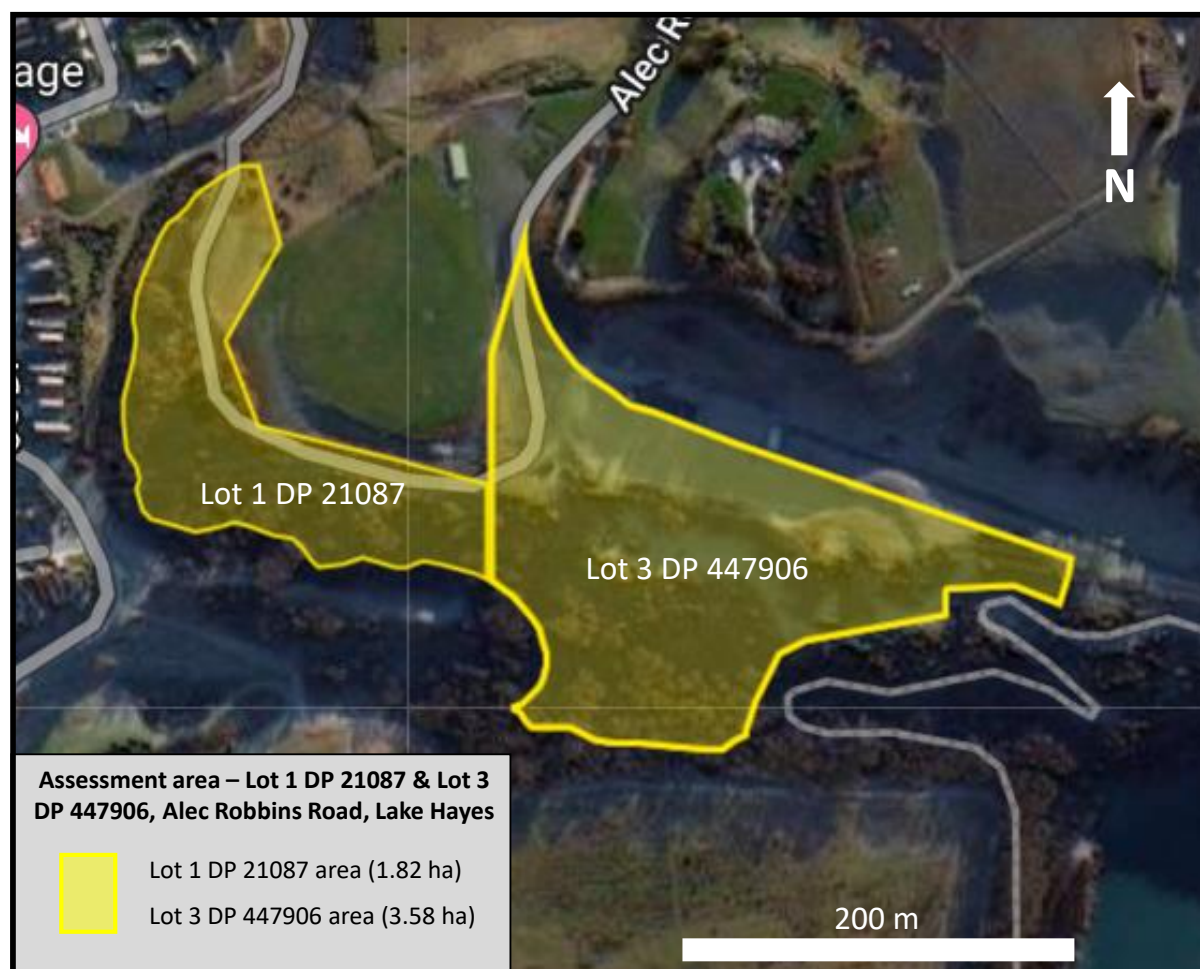 age
Alec R
N
Lot 1 DP 21087
Lot 3 DP 447906
Assessment area – Lot 1 DP 21087 & Lot 3
DP 447906, Alec Robbins Road, Lake Hayes
Lot 1 DP 21087 area (1.82 ha)
Lot 3 DP 447906 area (3.58 ha)
200 m